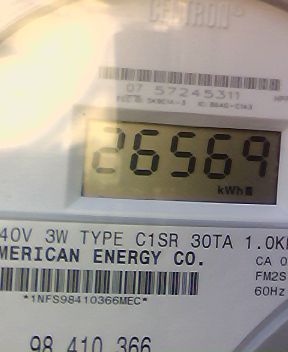 CENTRON®
07 57245311
26569
kWh
40V 3W TYPE C1SR 30TA 1.0K
MERICAN ENERGY CO.
CA 0
FM2S
60Hz
*1NFS98410366MEC*
98 410 366